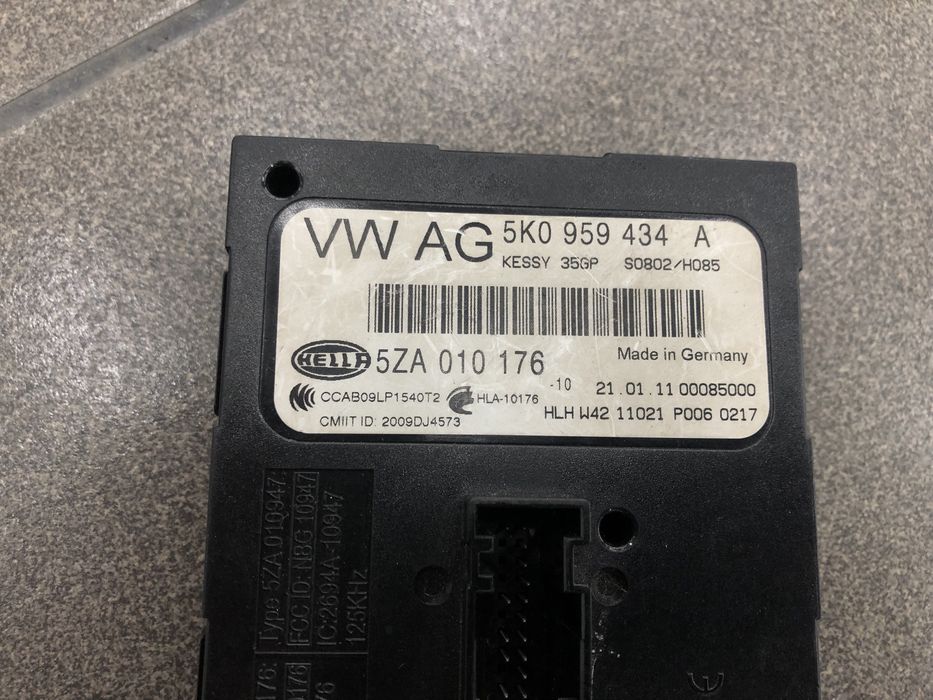 VW AG 5K0 959 434 A
KESSY 35GP S0802/H085
HELLA 5ZA 010 176 Made in Germany
-10 21.01.11 00085000
CCAB09LP1540T2 HLA-10176
HLH W42 11021 P006 0217
CMIIT ID: 2009DJ4573
Type 5ZA 010947
FCC ID: NBG 10947
IC:2694A-10947
125KHz